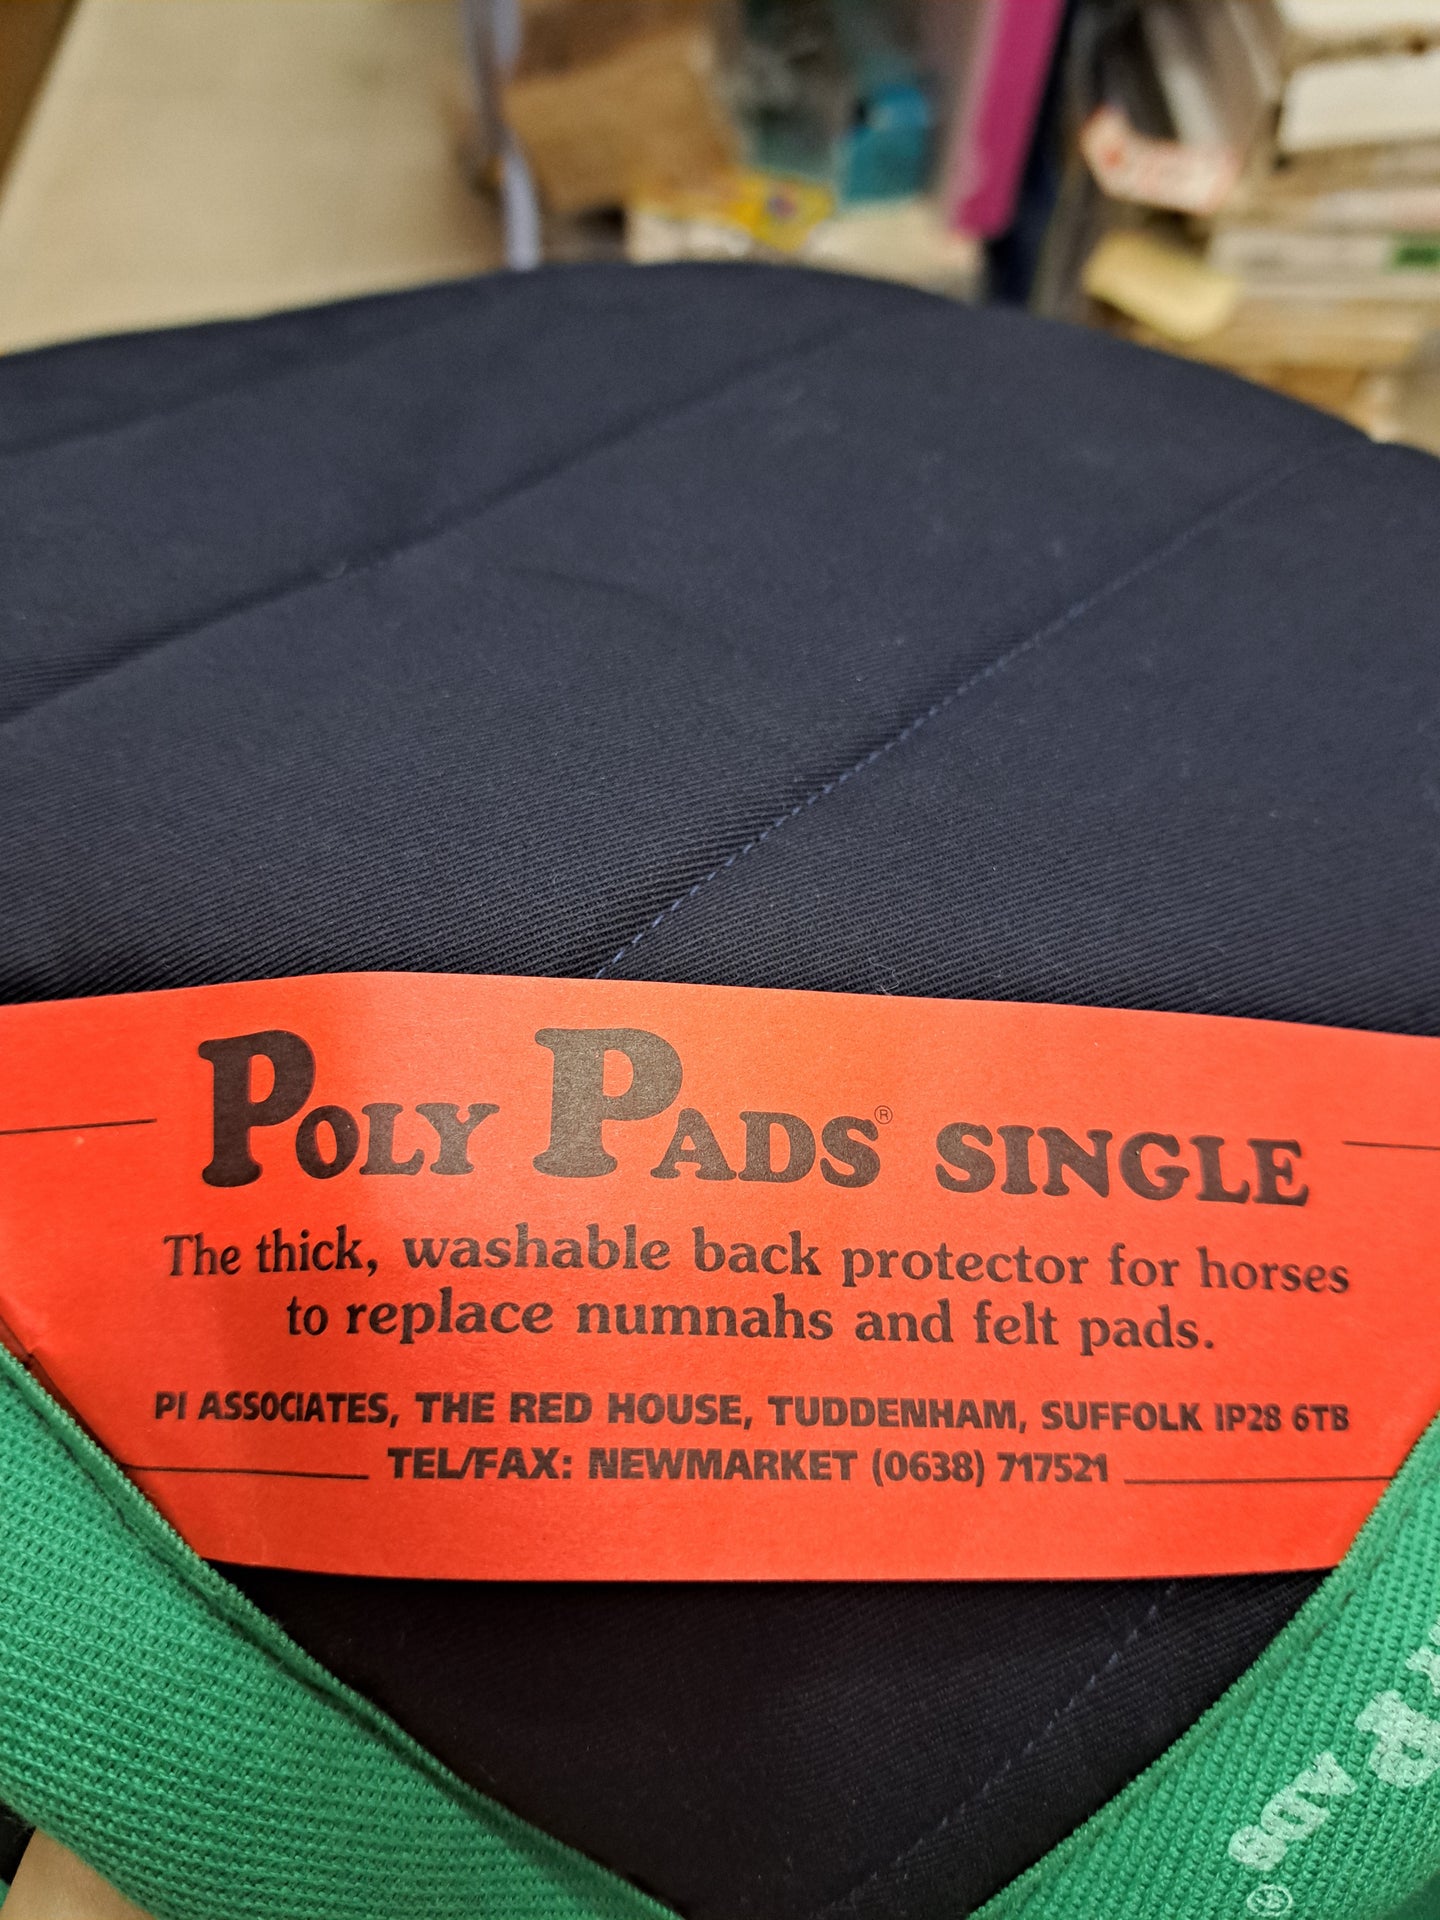 POLY PADS® SINGLE
The thick, washable back protector for horses
to replace numnahs and felt pads.
PI ASSOCIATES, THE RED HOUSE, TUDDENHAM, SUFFOLK IP28 6TB
TEL/FAX: NEWMARKET (0638) 717521
PADS®